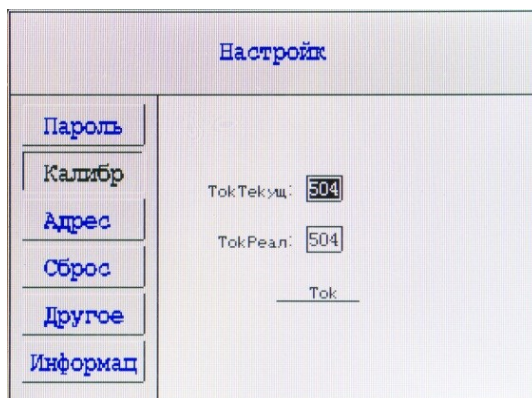 Настройк
Пароль
Калибр
Адрес
Сброс
Другое
Информац
ТокТекущ: 504
ТокРеал: 504
Ток